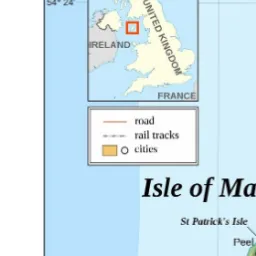 54° 24'
UNITED KINGDOM
IRELAND
FRANCE
road
rail tracks
cities
Isle of Ma
St Patrick's Isle
Peel